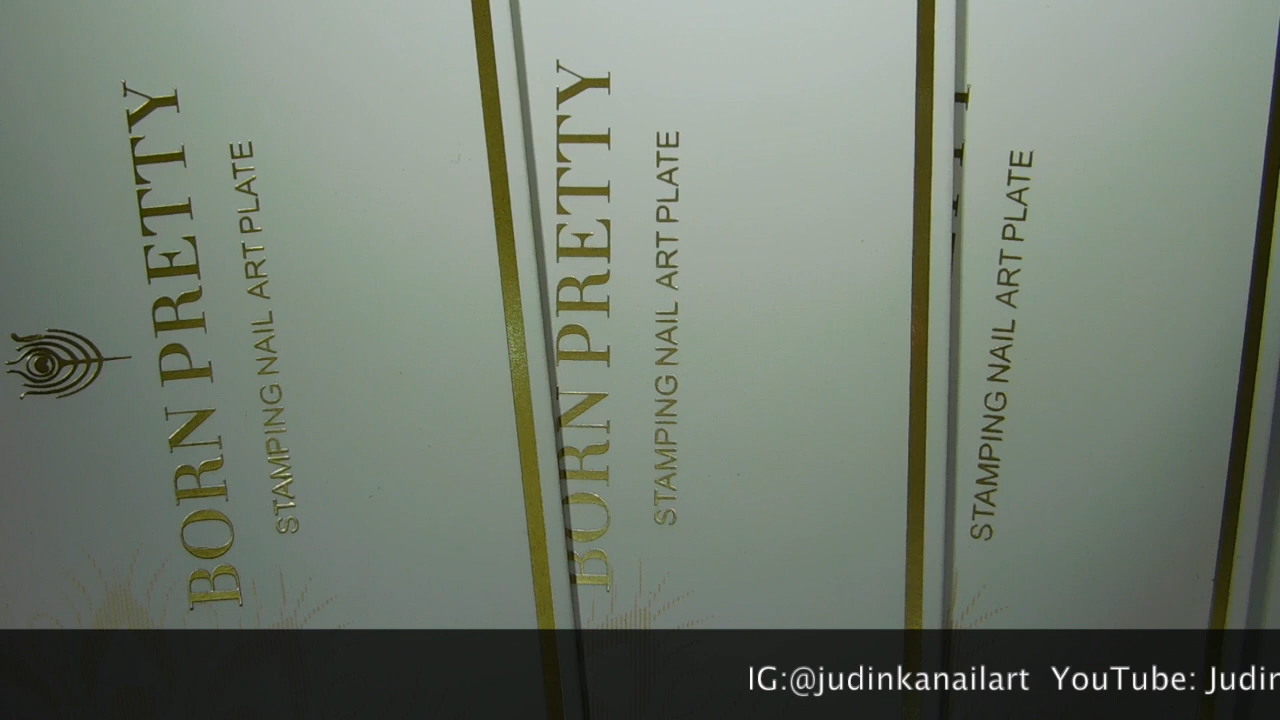 BORN PRETTY
STAMPING NAIL ART PLATE
BORN PRETTY
STAMPING NAIL ART PLATE
STAMPING NAIL ART PLATE
IG:@judinkanailart YouTube: